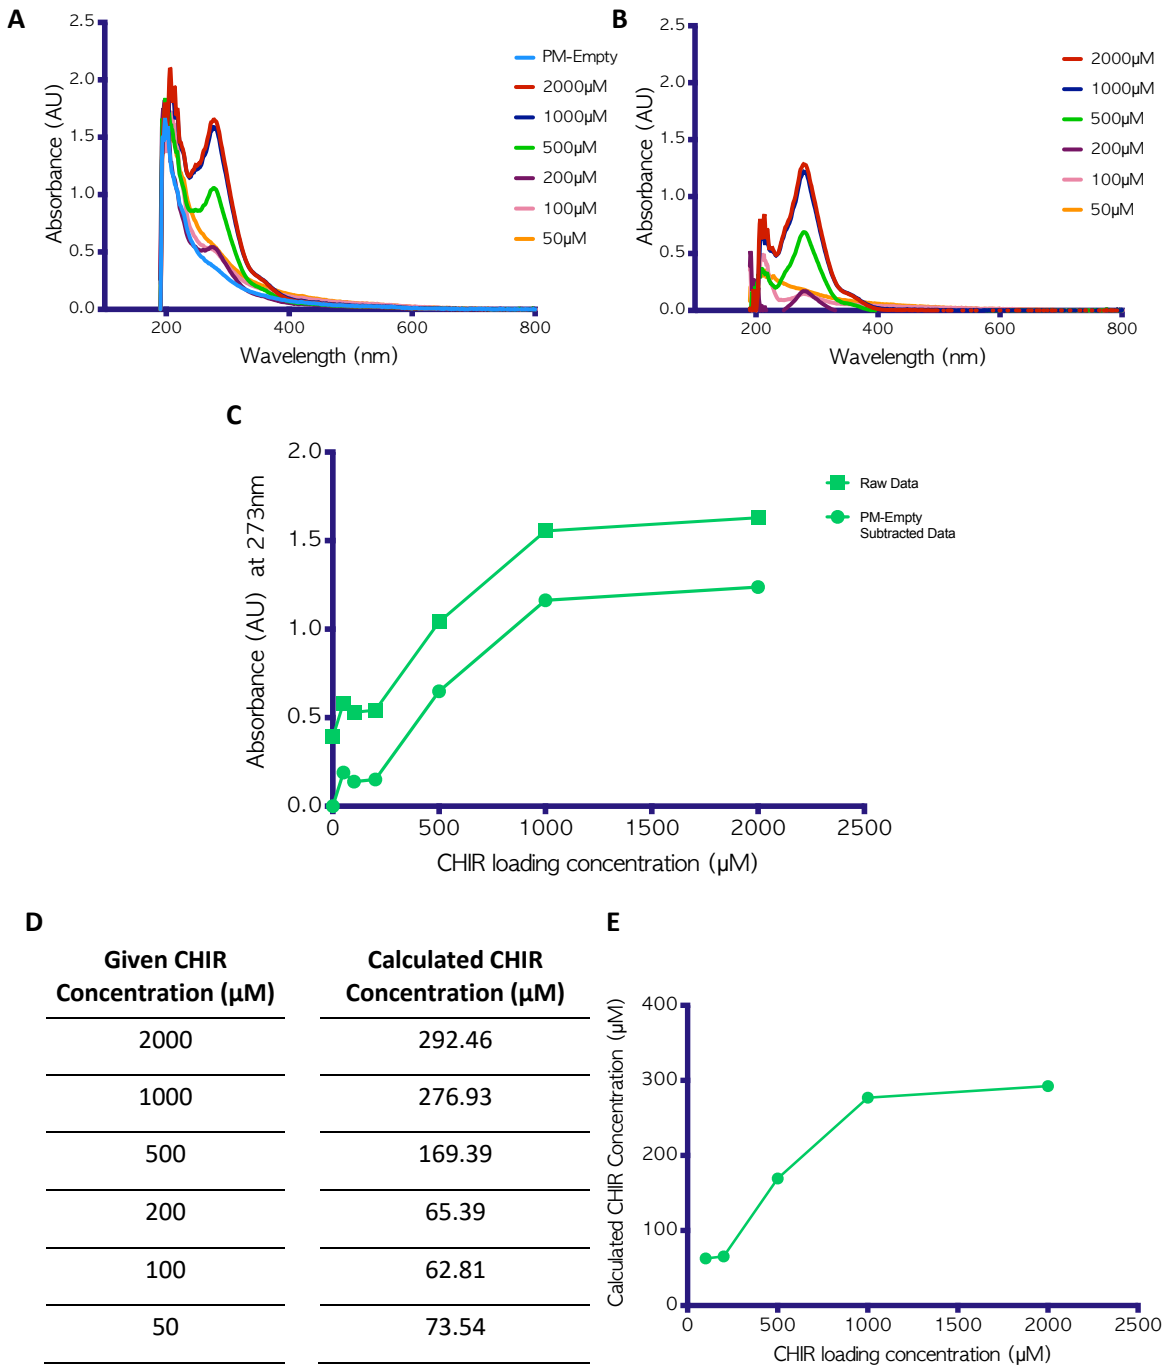 A
2.5
2.0
1.5
1.0
0.5
0.0
200
400
600
800
Absorbance (AU)
Wavelength (nm)
PM-Empty
2000µM
1000µM
500µM
200µM
100µM
50µM
B
2.5
2.0
1.5
1.0
0.5
0.0
200
400
600
800
Absorbance (AU)
Wavelength (nm)
2000µM
1000µM
500µM
200µM
100µM
50µM
C
2.0
1.5
1.0
0.5
0.0
0
500
1000
1500
2000
2500
Absorbance (AU) at 273nm
CHIR loading concentration (µM)
Raw Data
PM-Empty
Subtracted Data
D
Given CHIR
Concentration (µM)
Calculated CHIR
Concentration (µM)
2000
292.46
1000
276.93
500
169.39
200
65.39
100
62.81
50
73.54
E
400
300
200
100
0
0
500
1000
1500
2000
2500
Calculated CHIR Concentration (µM)
CHIR loading concentration (µM)